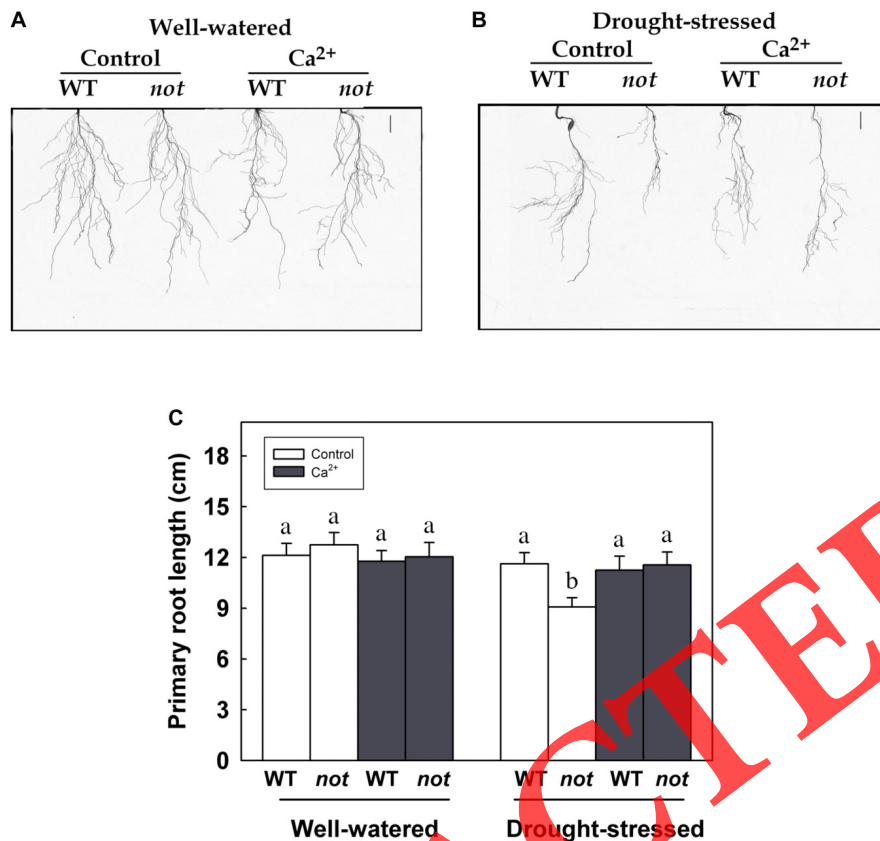 A
Well-watered
Control Ca²⁺
WT not WT not
B
Drought-stressed
Control Ca²⁺
WT not WT not
C
Primary root length (cm)
18
15
12
9
6
3
0
Control
Ca²⁺
a a a a a b a a
WT not WT not WT not WT not
Well-watered Drought-stressed
CTED